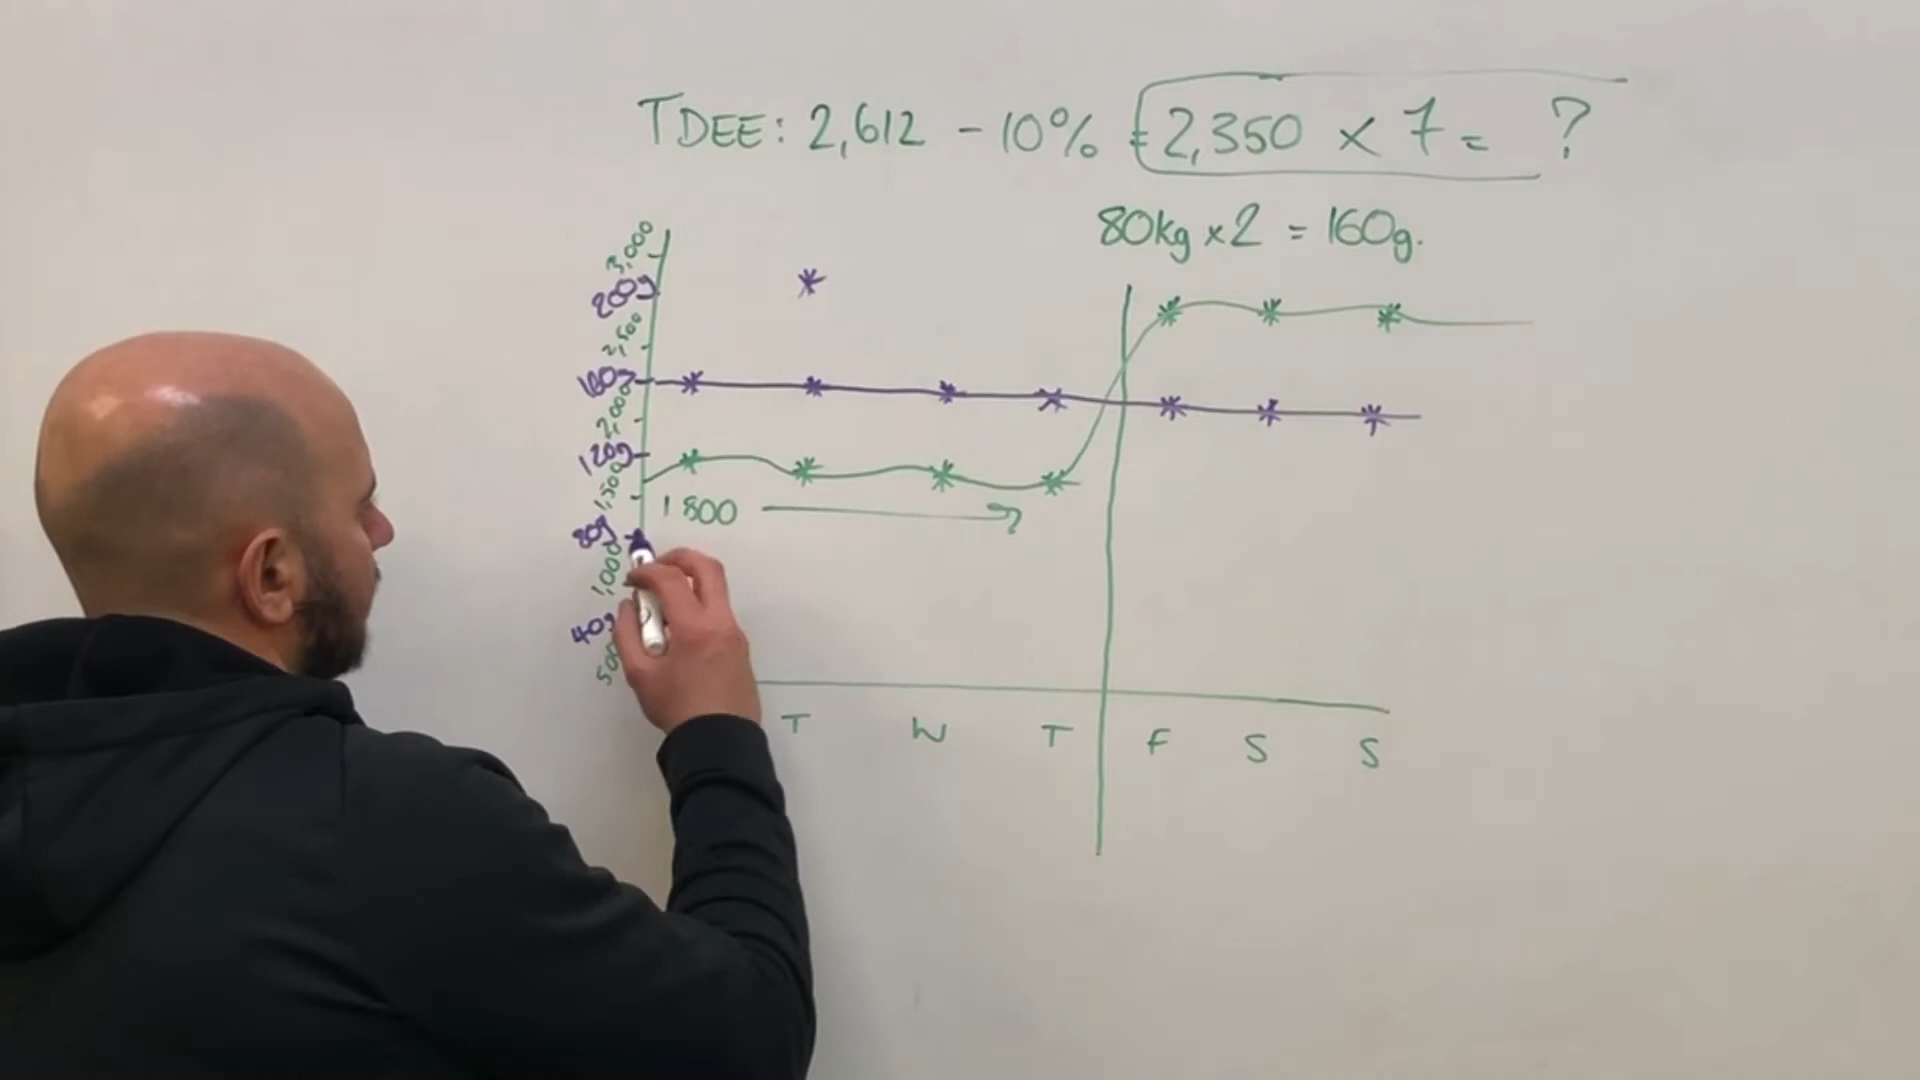 TDEE: 2,612 - 10% = 2,350 x 7 = ?
80kg x 2 = 160g.
3,000
200g
2,500
160g
2,000
120g
1,500
80g
1,000
40g
500
1800
T W T F S S